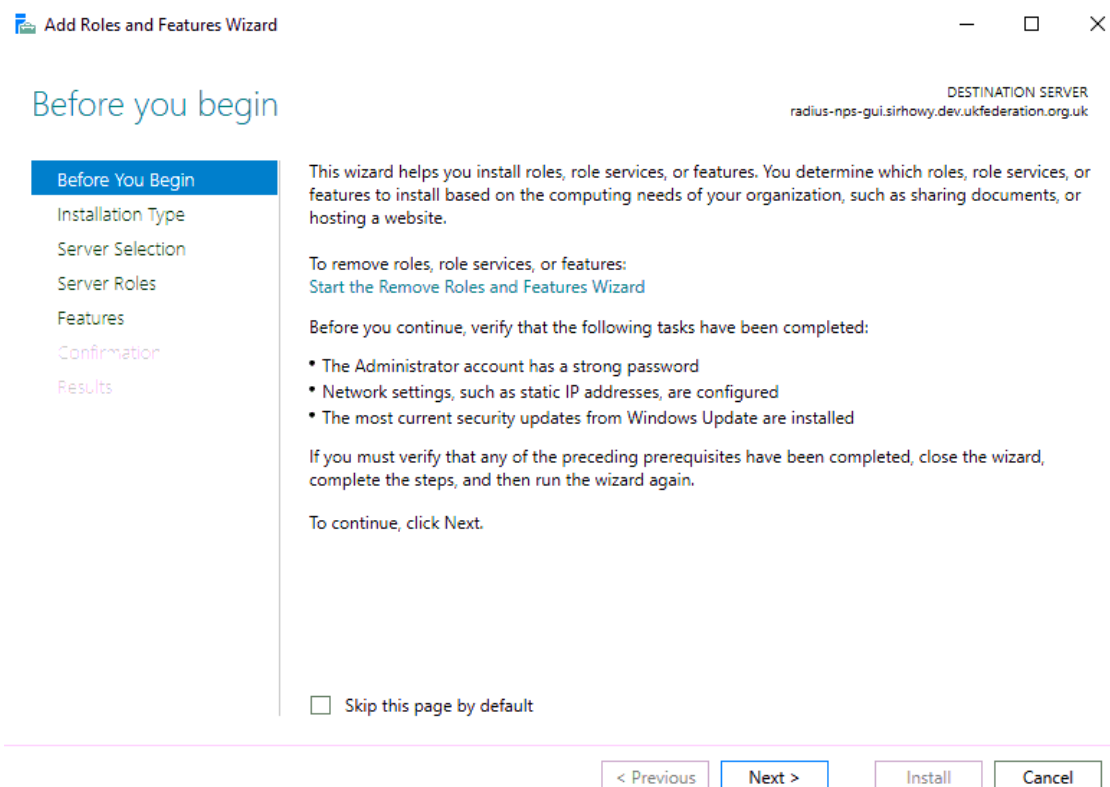 Add Roles and Features Wizard
Before you begin
DESTINATION SERVER
radius-nps-gui.sirhowy.dev.ukfederation.org.uk
Before You Begin
Installation Type
Server Selection
Server Roles
Features
Confirmation
Results
This wizard helps you install roles, role services, or features. You determine which roles, role services, or
features to install based on the computing needs of your organization, such as sharing documents, or
hosting a website.
To remove roles, role services, or features:
Start the Remove Roles and Features Wizard
Before you continue, verify that the following tasks have been completed:
• The Administrator account has a strong password
• Network settings, such as static IP addresses, are configured
• The most current security updates from Windows Update are installed
If you must verify that any of the preceding prerequisites have been completed, close the wizard,
complete the steps, and then run the wizard again.
To continue, click Next.
Skip this page by default
< Previous
Next >
Install
Cancel